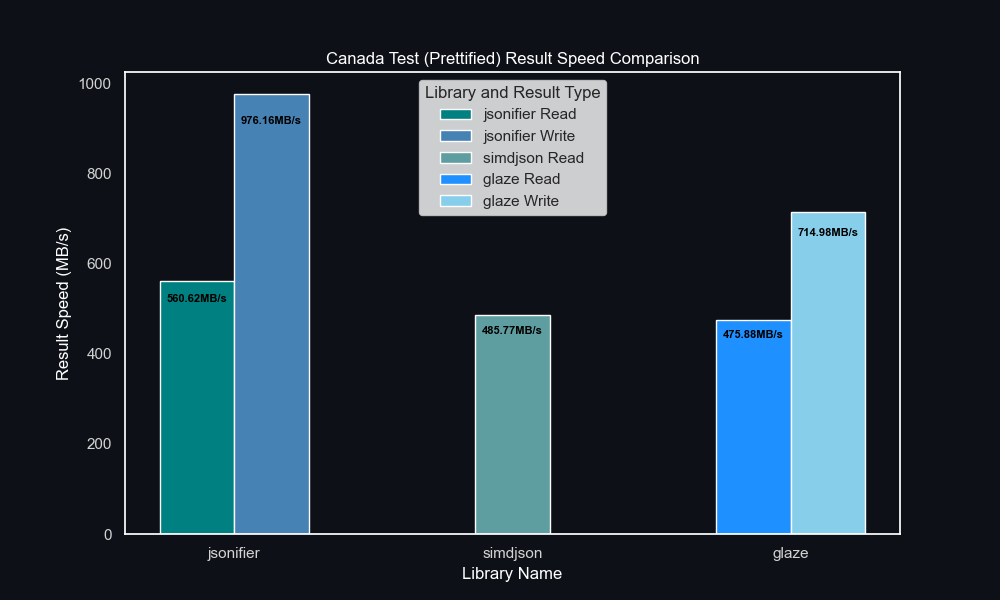 Canada Test (Prettified) Result Speed Comparison
Result Speed (MB/s)
1000
800
600
400
200
0
Library and Result Type
jsonifier Read
jsonifier Write
simdjson Read
glaze Read
glaze Write
560.62MB/s
976.16MB/s
485.77MB/s
475.88MB/s
714.98MB/s
jsonifier
simdjson
glaze
Library Name